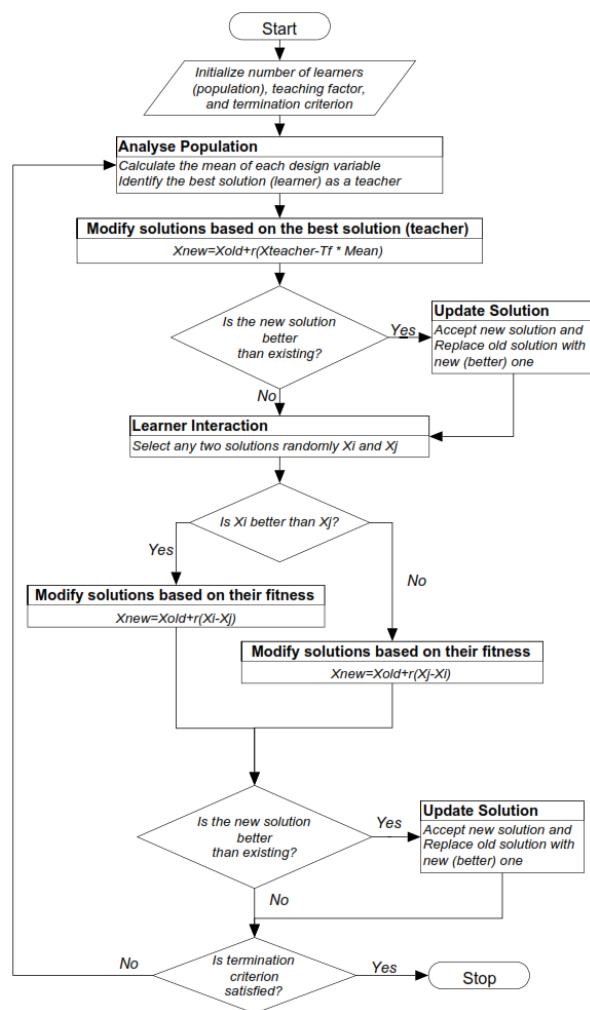 Start
Initialize number of learners
(population), teaching factor,
and termination criterion
Analyse Population
Calculate the mean of each design variable
Identify the best solution (learner) as a teacher
Modify solutions based on the best solution (teacher)
Xnew=Xold+r(Xteacher-Tf * Mean)
Is the new solution
better
than existing?
Yes
Update Solution
Accept new solution and
Replace old solution with
new (better) one
No
Learner Interaction
Select any two solutions randomly Xi and Xj
Is Xi better than Xj?
Yes
No
Modify solutions based on their fitness
Xnew=Xold+r(Xi-Xj)
Modify solutions based on their fitness
Xnew=Xold+r(Xj-Xi)
Is the new solution
better
than existing?
Yes
Update Solution
Accept new solution and
Replace old solution with
new (better) one
No
Is termination
criterion
satisfied?
No
Yes
Stop